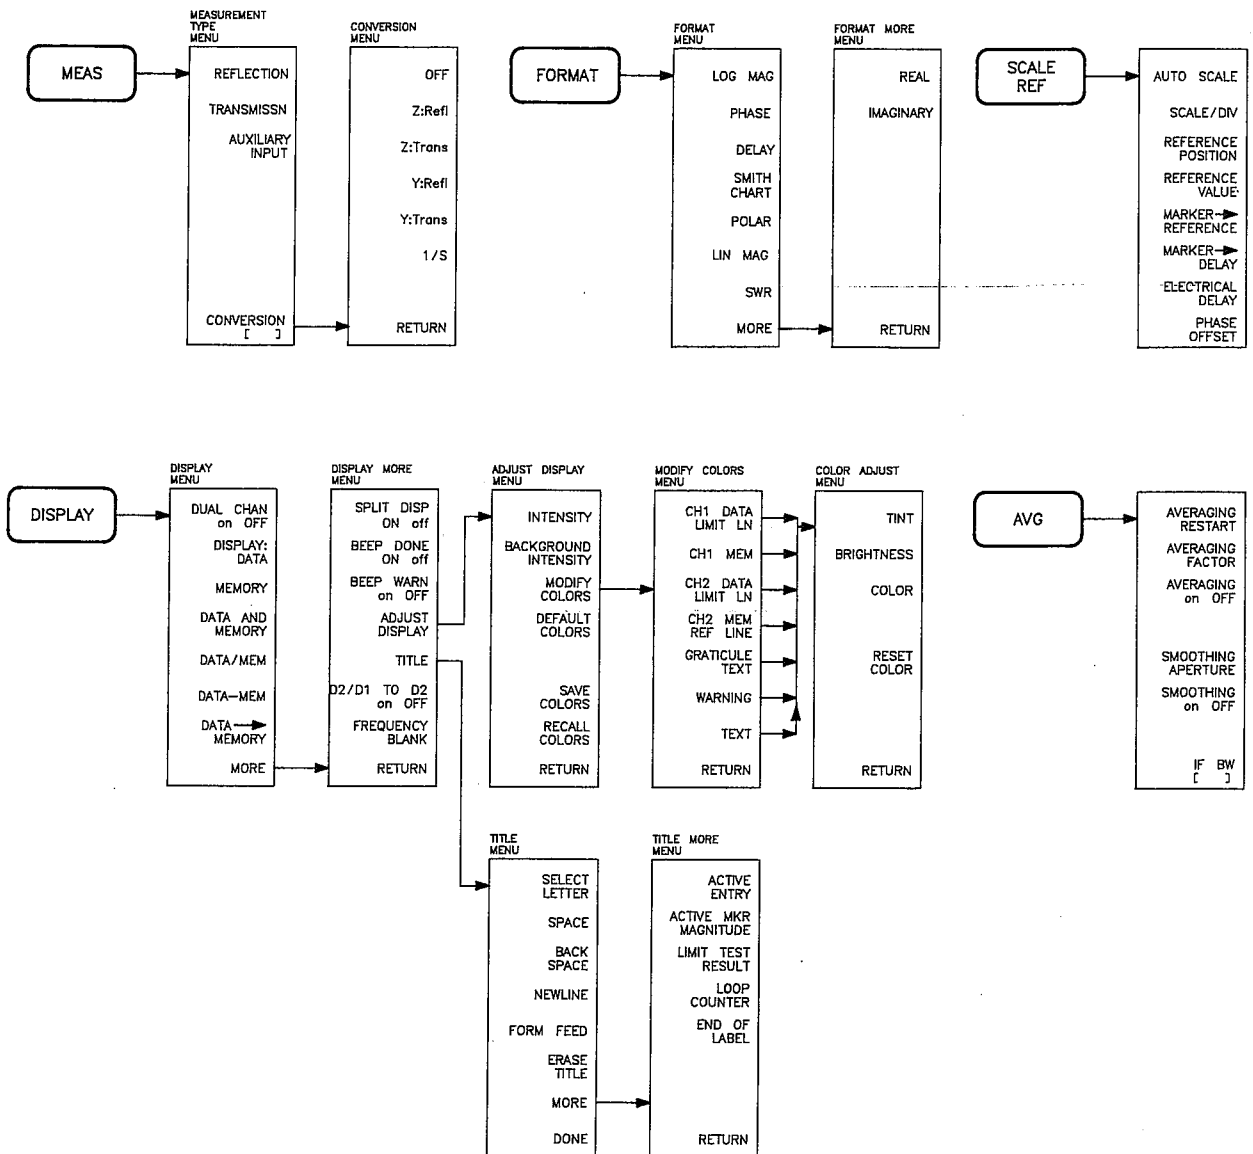 MEAS
MEASUREMENT
TYPE
MENU
REFLECTION
TRANSMISSN
AUXILIARY
INPUT
CONVERSION
[ ]
CONVERSION
MENU
OFF
Z:Refl
Z:Trans
Y:Refl
Y:Trans
1/S
RETURN
FORMAT
FORMAT
MENU
LOG MAG
PHASE
DELAY
SMITH
CHART
POLAR
LIN MAG
SWR
MORE
FORMAT MORE
MENU
REAL
IMAGINARY
RETURN
SCALE
REF
AUTO SCALE
SCALE/DIV
REFERENCE
POSITION
REFERENCE
VALUE
MARKER→
REFERENCE
MARKER→
DELAY
ELECTRICAL
DELAY
PHASE
OFFSET
DISPLAY
DISPLAY
MENU
DUAL CHAN
on OFF
DISPLAY:
DATA
MEMORY
DATA AND
MEMORY
DATA/MEM
DATA-MEM
DATA→
MEMORY
MORE
DISPLAY MORE
MENU
SPLIT DISP
ON off
BEEP DONE
ON off
BEEP WARN
on OFF
ADJUST
DISPLAY
TITLE
D2/D1 TO D2
on OFF
FREQUENCY
BLANK
RETURN
ADJUST DISPLAY
MENU
INTENSITY
BACKGROUND
INTENSITY
MODIFY
COLORS
DEFAULT
COLORS
SAVE
COLORS
RECALL
COLORS
RETURN
MODIFY COLORS
MENU
CH1 DATA
LIMIT LN
CH1 MEM
CH2 DATA
LIMIT LN
CH2 MEM
REF LINE
GRATICULE
TEXT
WARNING
TEXT
RETURN
COLOR ADJUST
MENU
TINT
BRIGHTNESS
COLOR
RESET
COLOR
RETURN
AVG
AVERAGING
RESTART
AVERAGING
FACTOR
AVERAGING
on OFF
SMOOTHING
APERTURE
SMOOTHING
on OFF
IF BW
[ ]
TITLE
MENU
SELECT
LETTER
SPACE
BACK
SPACE
NEWLINE
FORM FEED
ERASE
TITLE
MORE
DONE
TITLE MORE
MENU
ACTIVE
ENTRY
ACTIVE MKR
MAGNITUDE
LIMIT TEST
RESULT
LOOP
COUNTER
END OF
LABEL
RETURN